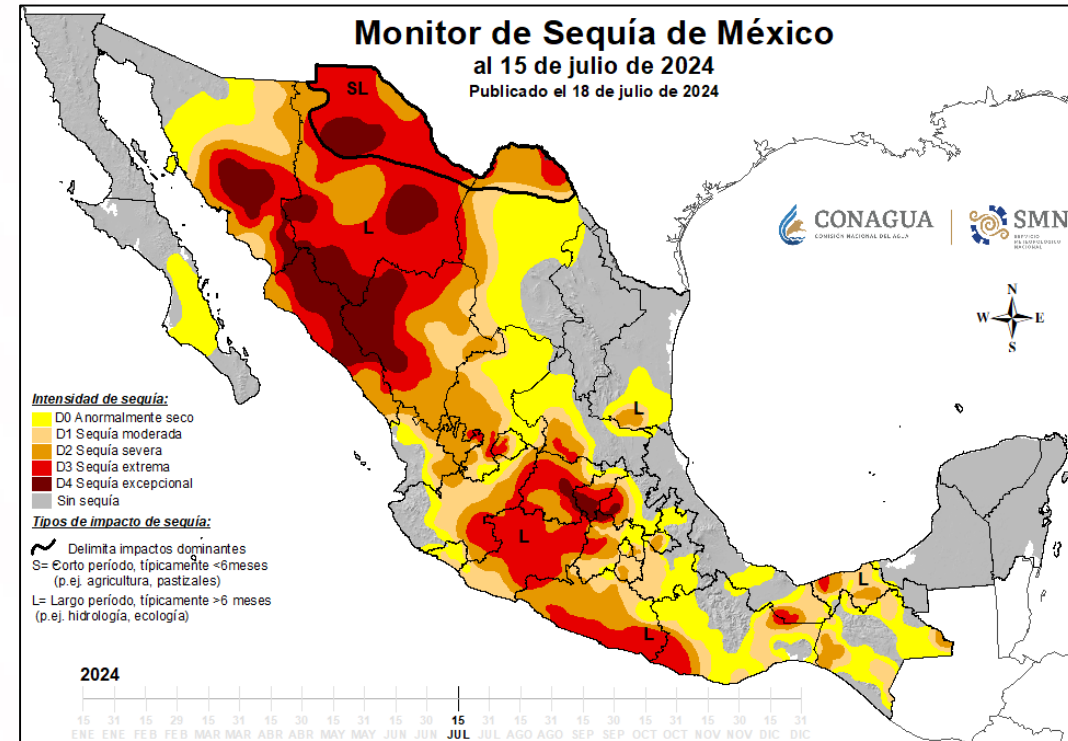 Monitor de Sequía de México
al 15 de julio de 2024
Publicado el 18 de julio de 2024
SL
L
CONAGUA
COMISIÓN NACIONAL DEL AGUA
SMN
SERVICIO
METEOROLÓGICO
NACIONAL
N
W E
S
Intensidad de sequía:
D0 Anormalmente seco
D1 Sequía moderada
D2 Sequía severa
D3 Sequía extrema
D4 Sequía excepcional
Sin sequía
L
L
L
L
Tipos de impacto de sequía:
Delimita impactos dominantes
S= Corto período, típicamente <6meses
(p.ej. agricultura, pastizales)
L= Largo período, típicamente >6 meses
(p.ej. hidrología, ecología)
2024
15 31 15 29 15 31 15 30 15 31 15 30 15 31 15 31 15 30 15 31 15 30 15 31
ENE ENE FEB FEB MAR MAR ABR ABR MAY MAY JUN JUN JUL JUL AGO AGO SEP SEP OCT OCT NOV NOV DIC DIC